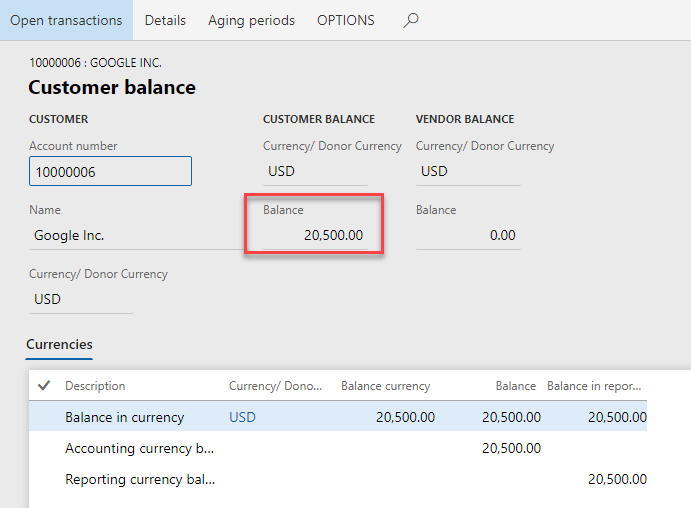 Open transactions Details Aging periods OPTIONS
10000006 : GOOGLE INC.
Customer balance
CUSTOMER CUSTOMER BALANCE VENDOR BALANCE
Account number Currency/ Donor Currency Currency/ Donor Currency
10000006 USD USD
Name Balance Balance
Google Inc. 20,500.00 0.00
Currency/ Donor Currency
USD
Currencies
Description Currency/ Dono... Balance currency Balance Balance in repor...
Balance in currency USD 20,500.00 20,500.00 20,500.00
Accounting currency b... 20,500.00
Reporting currency bal... 20,500.00